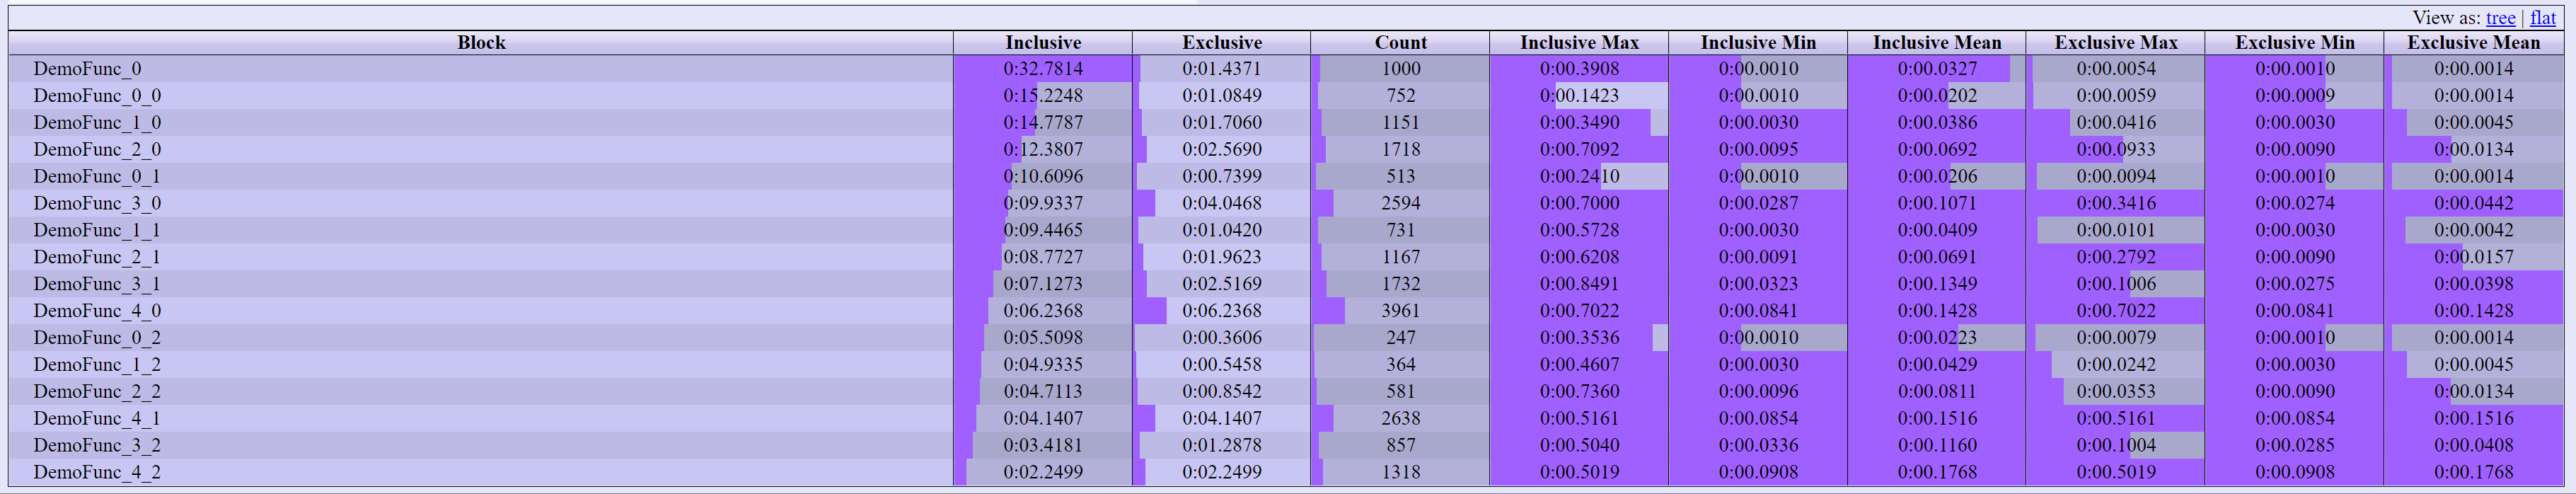 View as: tree | flat
Block Inclusive Exclusive Count Inclusive Max Inclusive Min Inclusive Mean Exclusive Max Exclusive Min Exclusive Mean
DemoFunc_0 0:32.7814 0:01.4371 1000 0:00.3908 0:00.0010 0:00.0327 0:00.0054 0:00.0010 0:00.0014
DemoFunc_0_0 0:15.2248 0:01.0849 752 0:00.1423 0:00.0010 0:00.0202 0:00.0059 0:00.0009 0:00.0014
DemoFunc_1_0 0:14.7787 0:01.7060 1151 0:00.3490 0:00.0030 0:00.0386 0:00.0416 0:00.0030 0:00.0045
DemoFunc_2_0 0:12.3807 0:02.5690 1718 0:00.7092 0:00.0095 0:00.0692 0:00.0933 0:00.0090 0:00.0134
DemoFunc_0_1 0:10.6096 0:00.7399 513 0:00.2410 0:00.0010 0:00.0206 0:00.0094 0:00.0010 0:00.0014
DemoFunc_3_0 0:09.9337 0:04.0468 2594 0:00.7000 0:00.0287 0:00.1071 0:00.3416 0:00.0274 0:00.0442
DemoFunc_1_1 0:09.4465 0:01.0420 731 0:00.5728 0:00.0030 0:00.0409 0:00.0101 0:00.0030 0:00.0042
DemoFunc_2_1 0:08.7727 0:01.9623 1167 0:00.6208 0:00.0091 0:00.0691 0:00.2792 0:00.0090 0:00.0157
DemoFunc_3_1 0:07.1273 0:02.5169 1732 0:00.8491 0:00.0323 0:00.1349 0:00.1006 0:00.0275 0:00.0398
DemoFunc_4_0 0:06.2368 0:06.2368 3961 0:00.7022 0:00.0841 0:00.1428 0:00.7022 0:00.0841 0:00.1428
DemoFunc_0_2 0:05.5098 0:00.3606 247 0:00.3536 0:00.0010 0:00.0223 0:00.0079 0:00.0010 0:00.0014
DemoFunc_1_2 0:04.9335 0:00.5458 364 0:00.4607 0:00.0030 0:00.0429 0:00.0242 0:00.0030 0:00.0045
DemoFunc_2_2 0:04.7113 0:00.8542 581 0:00.7360 0:00.0096 0:00.0811 0:00.0353 0:00.0090 0:00.0134
DemoFunc_4_1 0:04.1407 0:04.1407 2638 0:00.5161 0:00.0854 0:00.1516 0:00.5161 0:00.0854 0:00.1516
DemoFunc_3_2 0:03.4181 0:01.2878 857 0:00.5040 0:00.0336 0:00.1160 0:00.1004 0:00.0285 0:00.0408
DemoFunc_4_2 0:02.2499 0:02.2499 1318 0:00.5019 0:00.0908 0:00.1768 0:00.5019 0:00.0908 0:00.1768